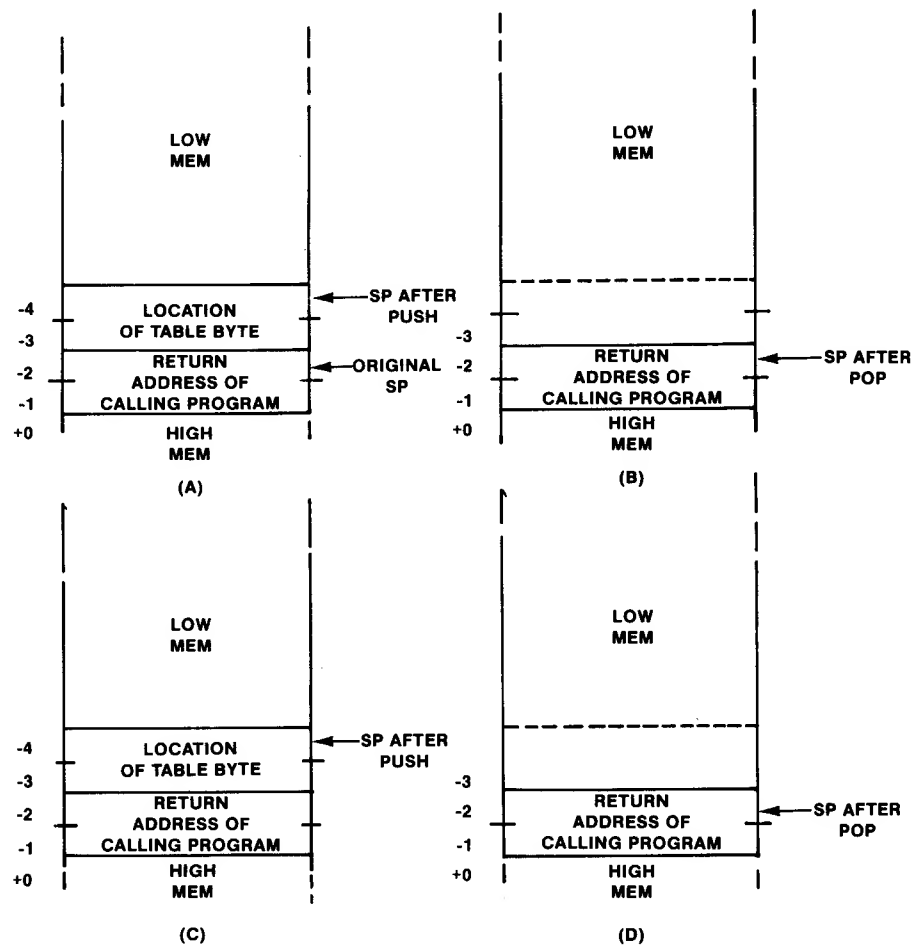 LOW
MEM
-4
LOCATION
OF TABLE BYTE
SP AFTER
PUSH
-3
-2
RETURN
ADDRESS OF
CALLING PROGRAM
ORIGINAL
SP
-1
+0
HIGH
MEM
(A)
LOW
MEM
-3
-2
RETURN
ADDRESS OF
CALLING PROGRAM
SP AFTER
POP
-1
+0
HIGH
MEM
(B)
LOW
MEM
-4
LOCATION
OF TABLE BYTE
SP AFTER
PUSH
-3
-2
RETURN
ADDRESS OF
CALLING PROGRAM
-1
+0
HIGH
MEM
(C)
LOW
MEM
-3
-2
RETURN
ADDRESS OF
CALLING PROGRAM
SP AFTER
POP
-1
+0
HIGH
MEM
(D)